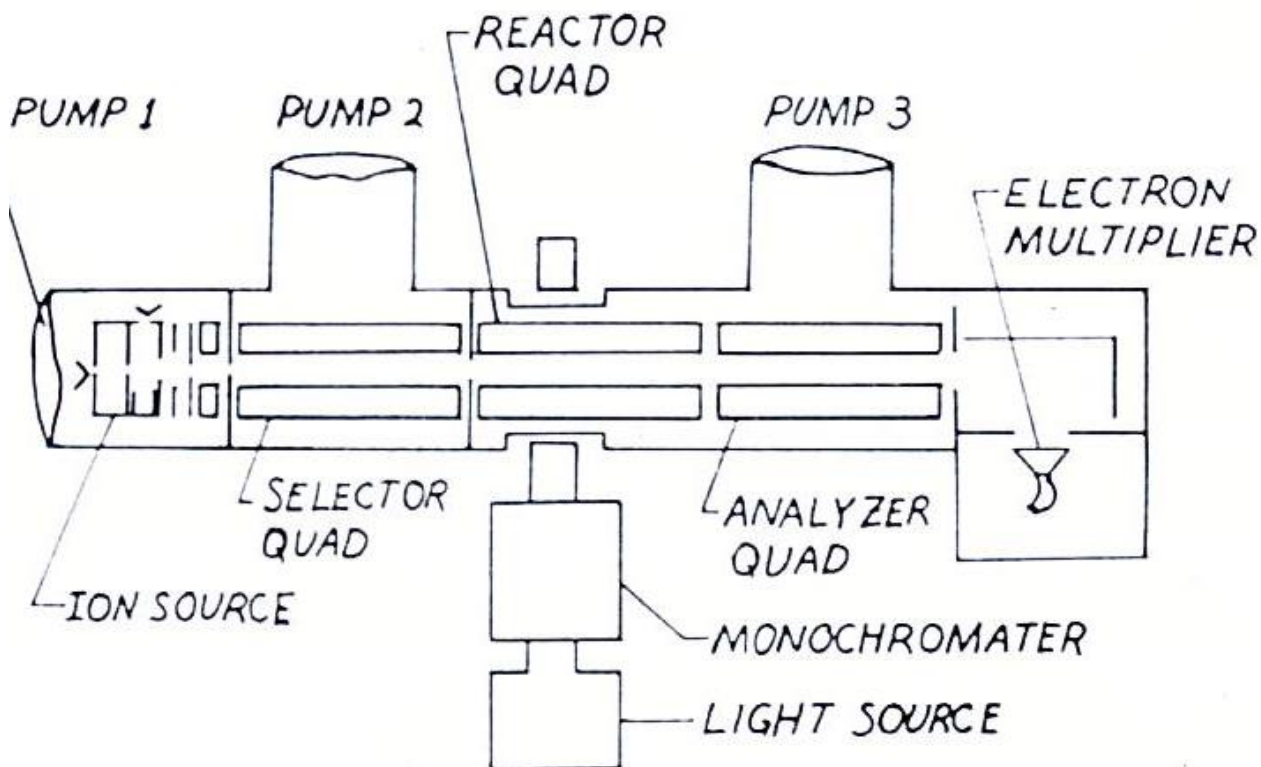 REACTOR
QUAD
PUMP 1
PUMP 2
PUMP 3
ELECTRON
MULTIPLIER
SELECTOR
QUAD
ANALYZER
QUAD
ION SOURCE
MONOCHROMATER
LIGHT SOURCE